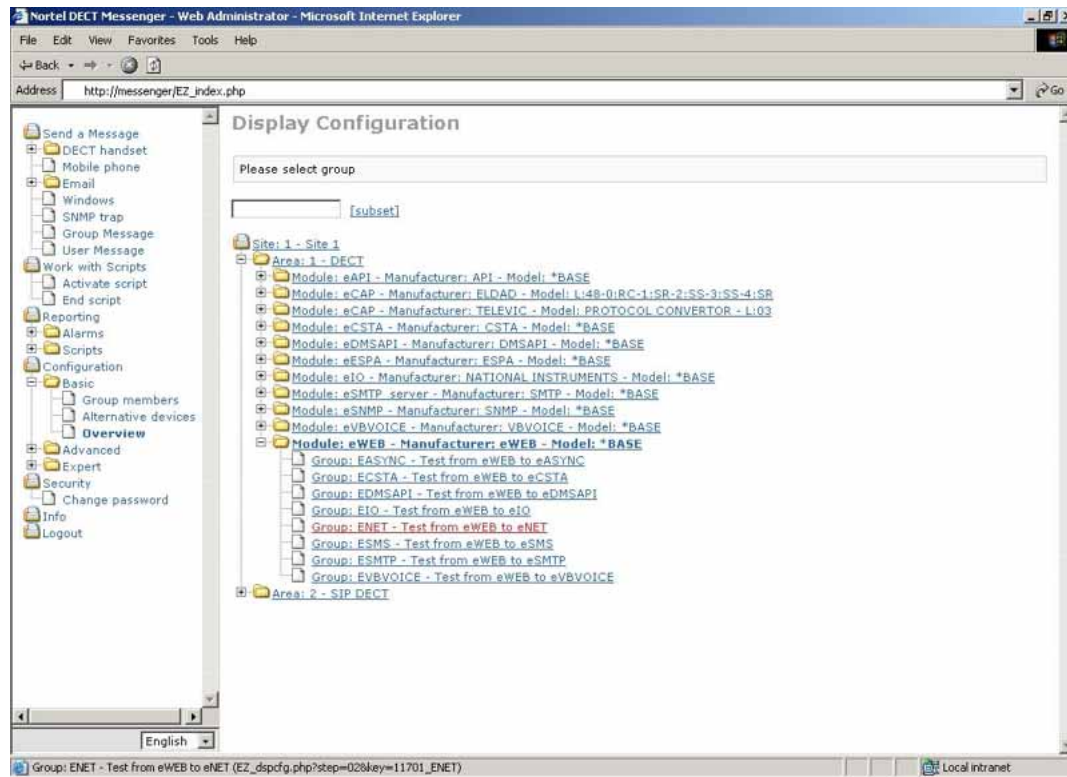 Nortel DECT Messenger - Web Administrator - Microsoft Internet Explorer
File Edit View Favorites Tools Help
Back
Address http://messenger/EZ_index.php Go
Send a Message
DECT handset
Mobile phone
Email
Windows
SNMP trap
Group Message
User Message
Work with Scripts
Activate script
End script
Reporting
Alarms
Scripts
Configuration
Basic
Group members
Alternative devices
Overview
Advanced
Expert
Security
Change password
Info
Logout
English
Display Configuration
Please select group
[subset]
Site: 1 - Site 1
Area: 1 - DECT
Module: eAPI - Manufacturer: API - Model: *BASE
Module: eCAP - Manufacturer: ELDAD - Model: L:48-0:RC-1:SR-2:SS-3:SS-4:SR
Module: eCAP - Manufacturer: TELEVIC - Model: PROTOCOL CONVERTOR - L:03
Module: eCSTA - Manufacturer: CSTA - Model: *BASE
Module: eDMSAPI - Manufacturer: DMSAPI - Model: *BASE
Module: eESPA - Manufacturer: ESPA - Model: *BASE
Module: eIO - Manufacturer: NATIONAL INSTRUMENTS - Model: *BASE
Module: eSMTP_server - Manufacturer: SMTP - Model: *BASE
Module: eSNMP - Manufacturer: SNMP - Model: *BASE
Module: eVBVOICE - Manufacturer: VBVOICE - Model: *BASE
Module: eWEB - Manufacturer: eWEB - Model: *BASE
Group: EASYNC - Test from eWEB to eASYNC
Group: ECSTA - Test from eWEB to eCSTA
Group: EDMSAPI - Test from eWEB to eDMSAPI
Group: EIO - Test from eWEB to eIO
Group: ENET - Test from eWEB to eNET
Group: ESMS - Test from eWEB to eSMS
Group: ESMTP - Test from eWEB to eSMTP
Group: EVBVOICE - Test from eWEB to eVBVOICE
Area: 2 - SIP DECT
Group: ENET - Test from eWEB to eNET (EZ_dspcfg.php?step=02&key=11701_ENET) Local intranet